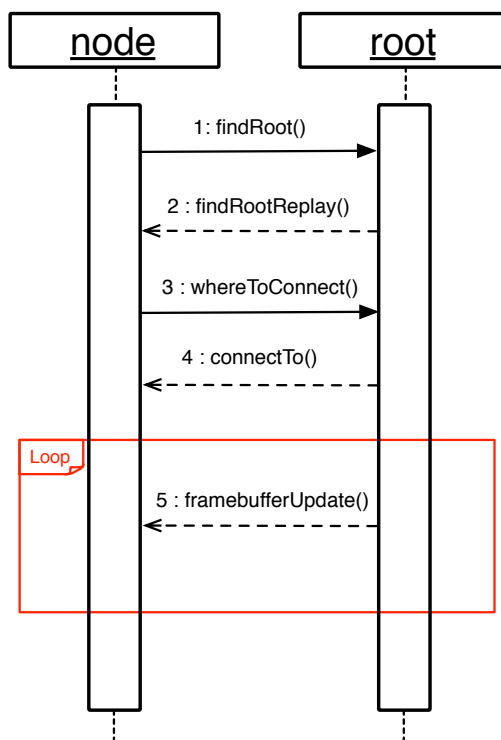 node
root
1: findRoot()
2 : findRootReplay()
3 : whereToConnect()
4 : connectTo()
Loop
5 : framebufferUpdate()